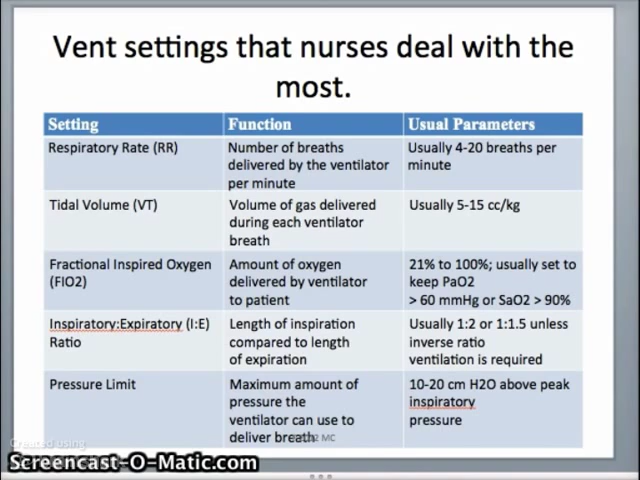 Vent settings that nurses deal with the
most.
Setting Function Usual Parameters
Respiratory Rate (RR) Number of breaths Usually 4-20 breaths per
delivered by the ventilator minute
per minute
Tidal Volume (VT) Volume of gas delivered Usually 5-15 cc/kg
during each ventilator
breath
Fractional Inspired Oxygen Amount of oxygen 21% to 100%; usually set to
(FIO2) delivered by ventilator keep PaO2
to patient > 60 mmHg or SaO2 > 90%
Inspiratory:Expiratory (I:E) Length of inspiration Usually 1:2 or 1:1.5 unless
Ratio compared to length inverse ratio
of expiration ventilation is required
Pressure Limit Maximum amount of 10-20 cm H2O above peak
pressure the inspiratory
ventilator can use to pressure
deliver breath MC
Created using
Screencast-O-Matic.com